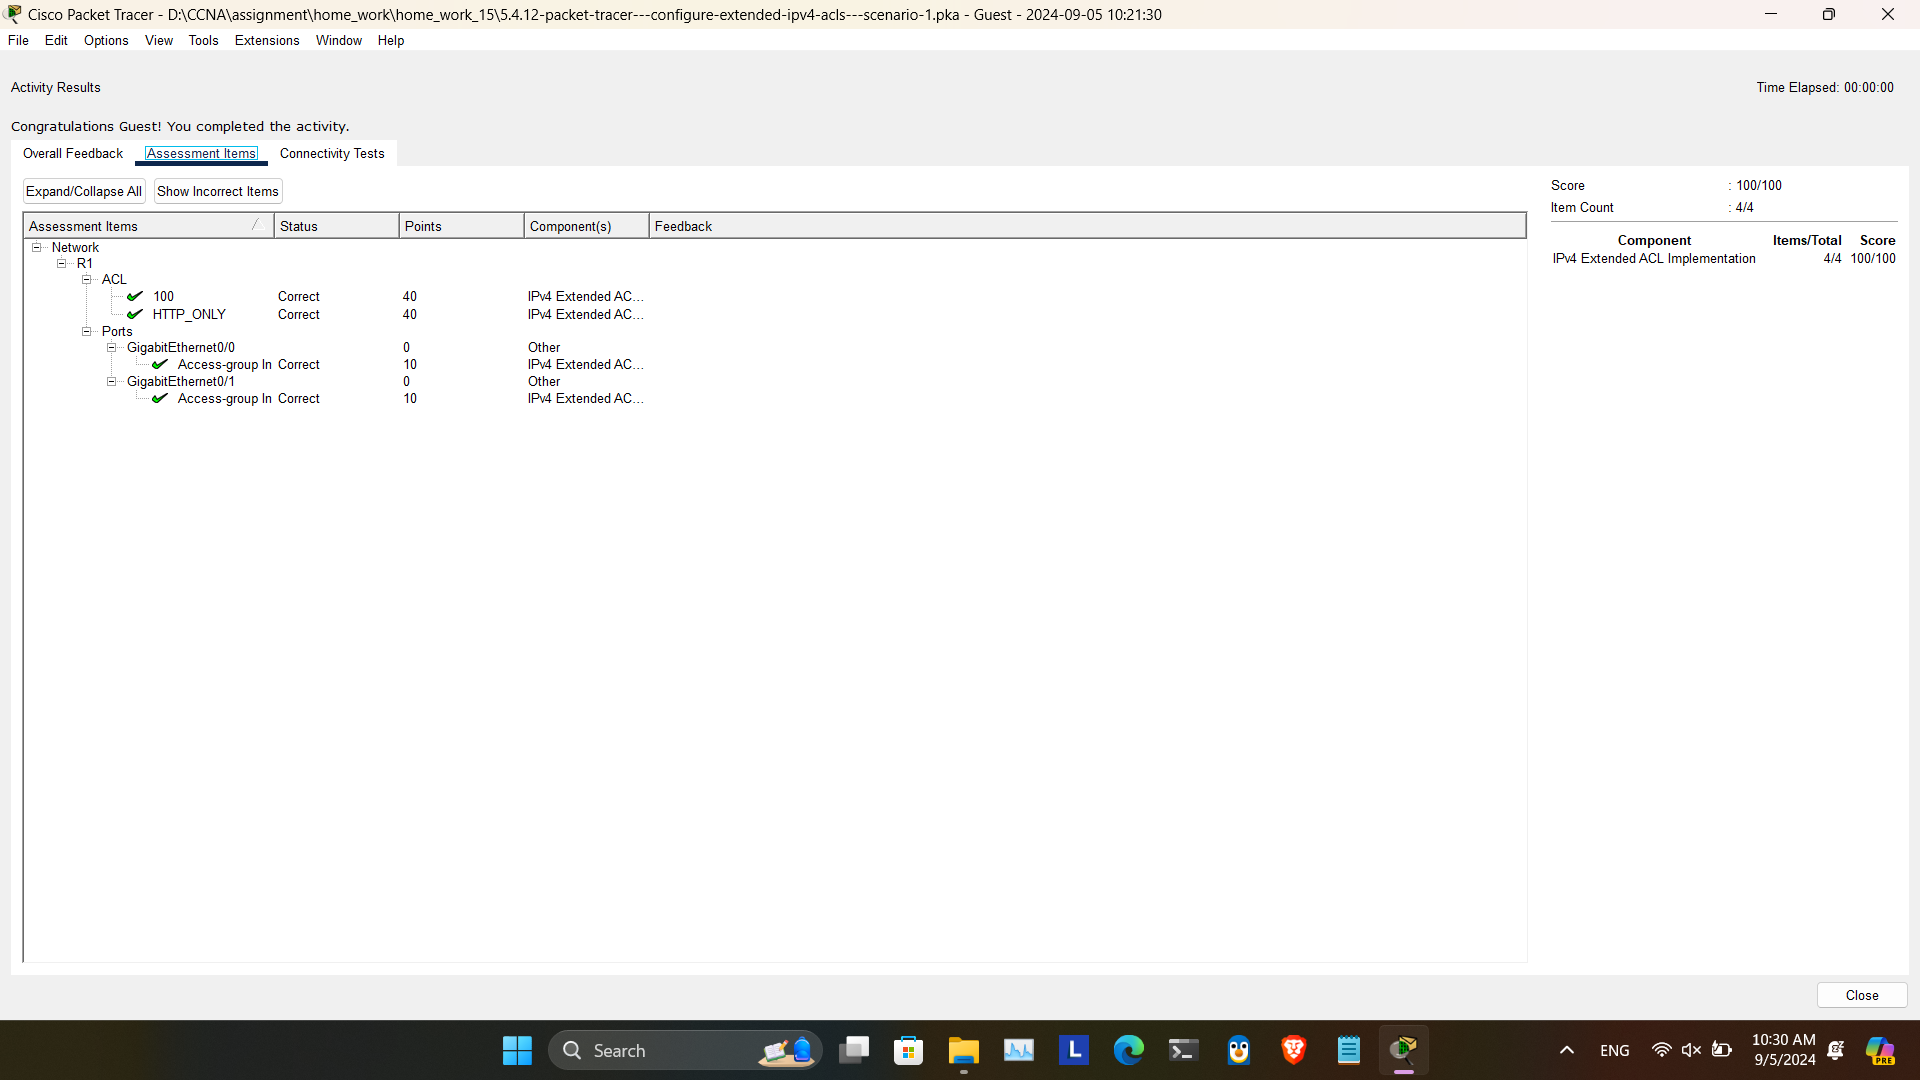 Cisco Packet Tracer - D:\CCNA\assignment\home_work\home_work_15\5.4.12-packet-tracer---configure-extended-ipv4-acls---scenario-1.pka - Guest - 2024-09-05 10:21:30
File Edit Options View Tools Extensions Window Help
Activity Results Time Elapsed: 00:00:00
Congratulations Guest! You completed the activity.
Overall Feedback Assessment Items Connectivity Tests
Expand/Collapse All Show Incorrect Items
Assessment Items Status Points Component(s) Feedback
Network
R1
ACL
100 Correct 40 IPv4 Extended AC...
HTTP_ONLY Correct 40 IPv4 Extended AC...
Ports
GigabitEthernet0/0 0 Other
Access-group In Correct 10 IPv4 Extended AC...
GigabitEthernet0/1 0 Other
Access-group In Correct 10 IPv4 Extended AC...
Score : 100/100
Item Count : 4/4
Component Items/Total Score
IPv4 Extended ACL Implementation 4/4 100/100
Close
Search
L
ENG
10:30 AM
9/5/2024
PRE